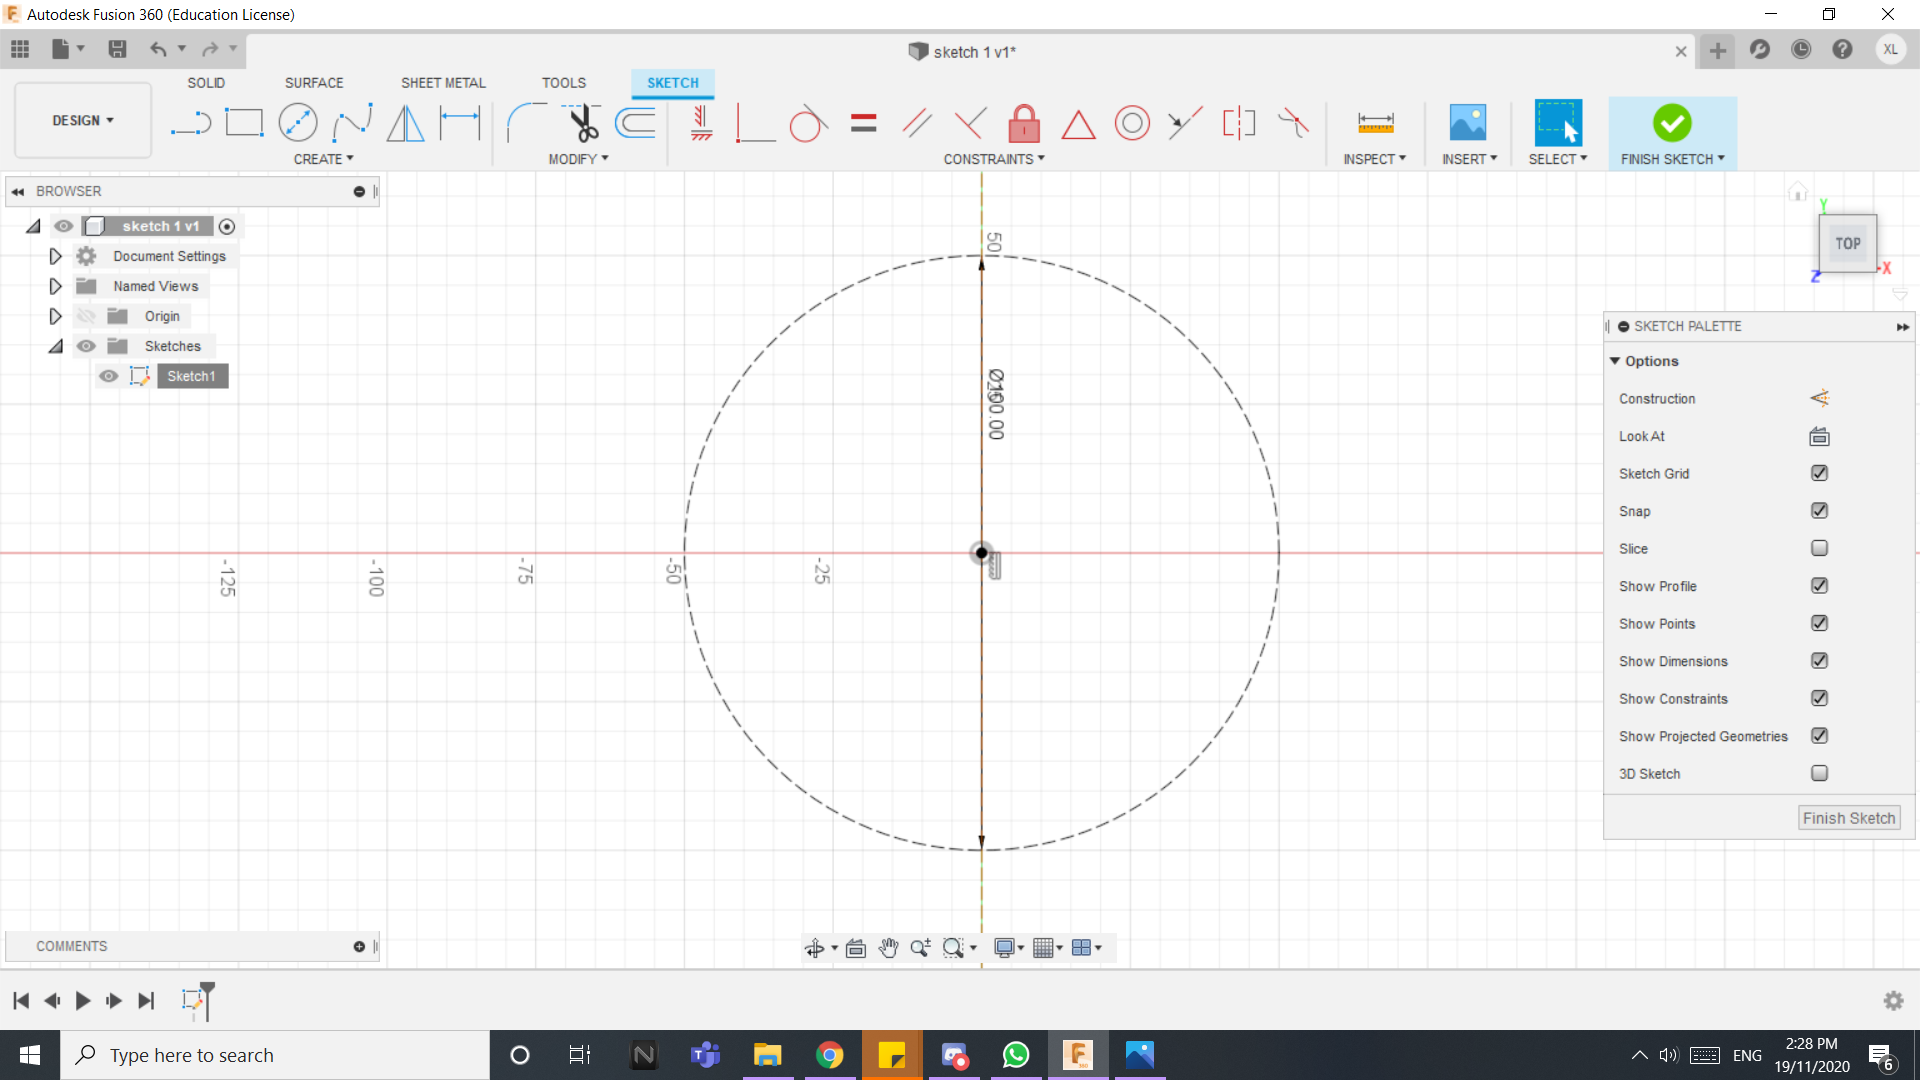 Autodesk Fusion 360 (Education License)
sketch 1 v1*
XL
SOLID
SURFACE
SHEET METAL
TOOLS
SKETCH
DESIGN
CREATE
MODIFY
CONSTRAINTS
INSPECT
INSERT
SELECT
FINISH SKETCH
BROWSER
sketch 1 v1
Document Settings
Named Views
Origin
Sketches
Sketch1
50
Ø100.00
-125
-100
-75
-50
-25
Y
TOP
X
Z
SKETCH PALETTE
Options
Construction
Look At
Sketch Grid
Snap
Slice
Show Profile
Show Points
Show Dimensions
Show Constraints
Show Projected Geometries
3D Sketch
Finish Sketch
COMMENTS
Type here to search
ENG
2:28 PM
19/11/2020
6